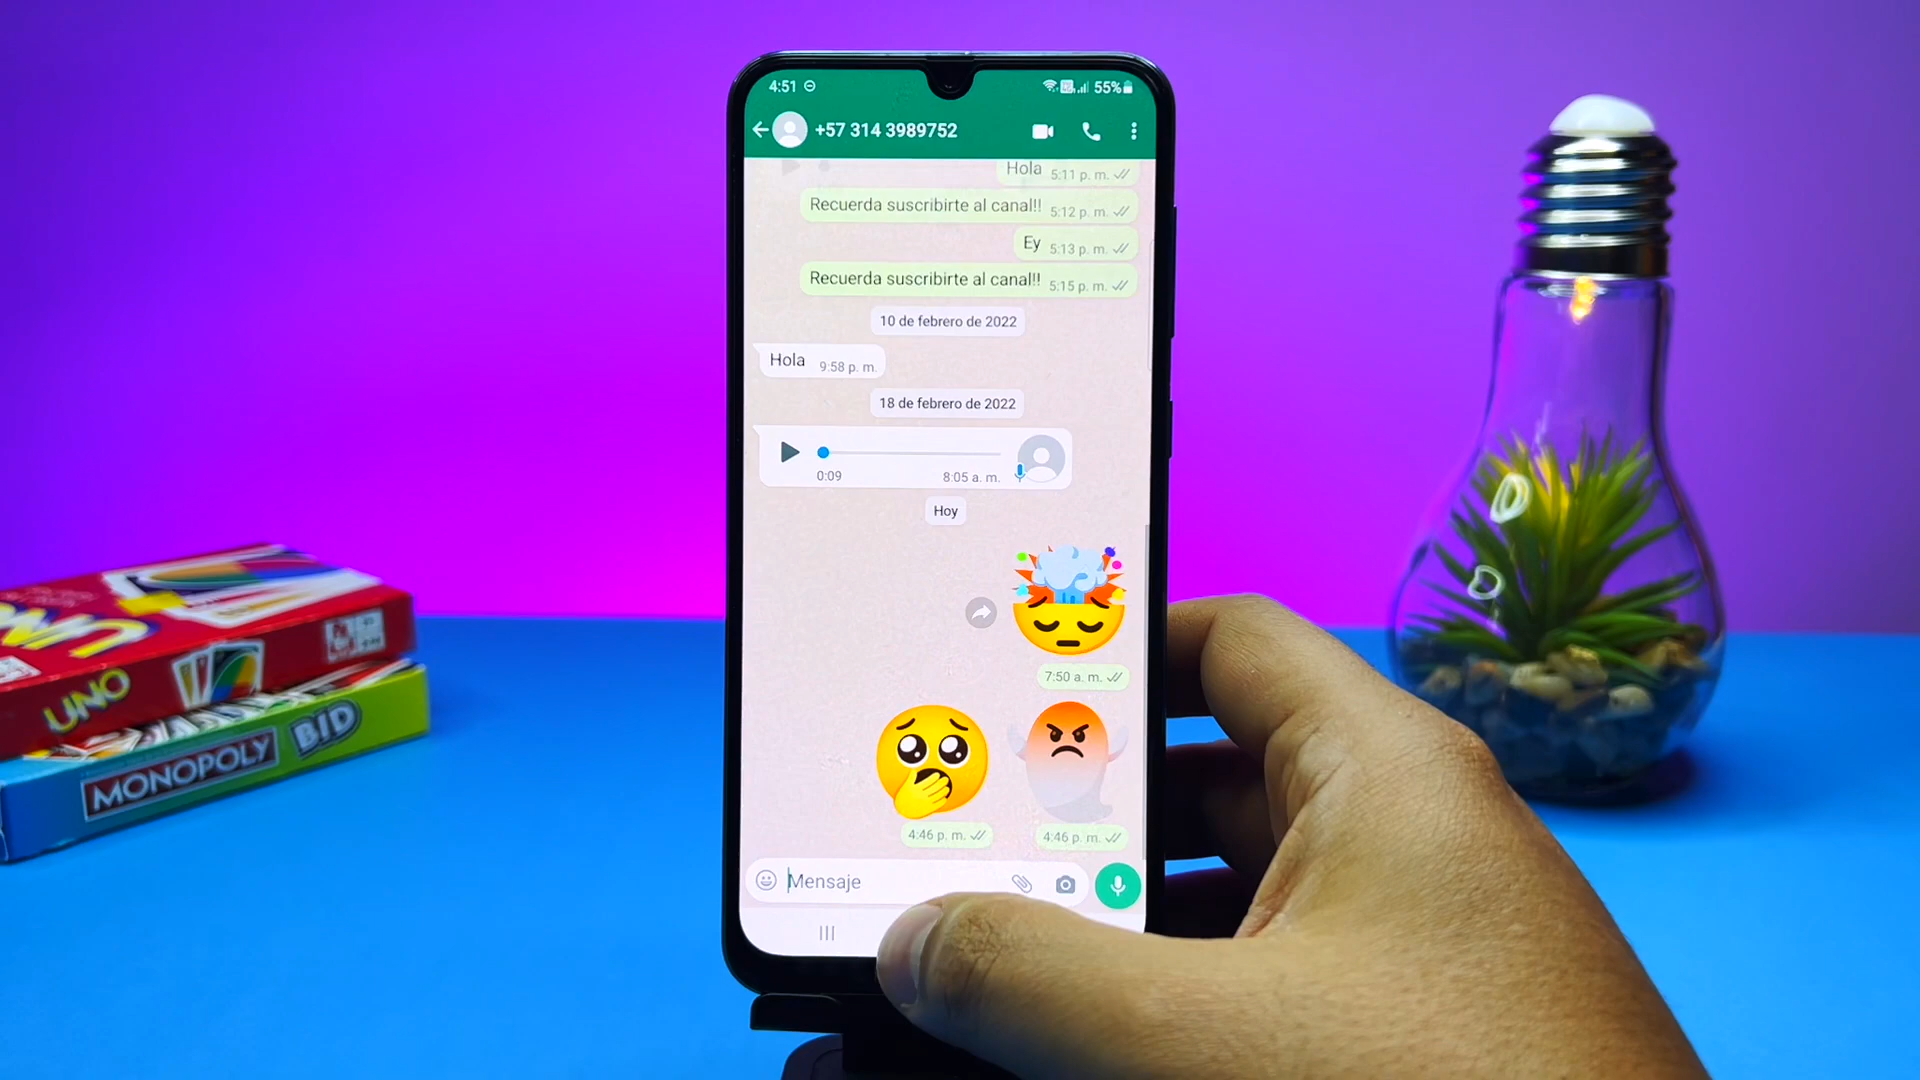 4:51
55%
+57 314 3989752
Hola 5:11 p. m.
Recuerda suscribirte al canal!! 5:12 p. m.
Ey 5:13 p. m.
Recuerda suscribirte al canal!! 5:15 p. m.
10 de febrero de 2022
Hola 9:58 p. m.
18 de febrero de 2022
0:09 8:05 a. m.
Hoy
7:50 a. m.
4:46 p. m. 4:46 p. m.
Mensaje
UNO
MONOPOLY BID